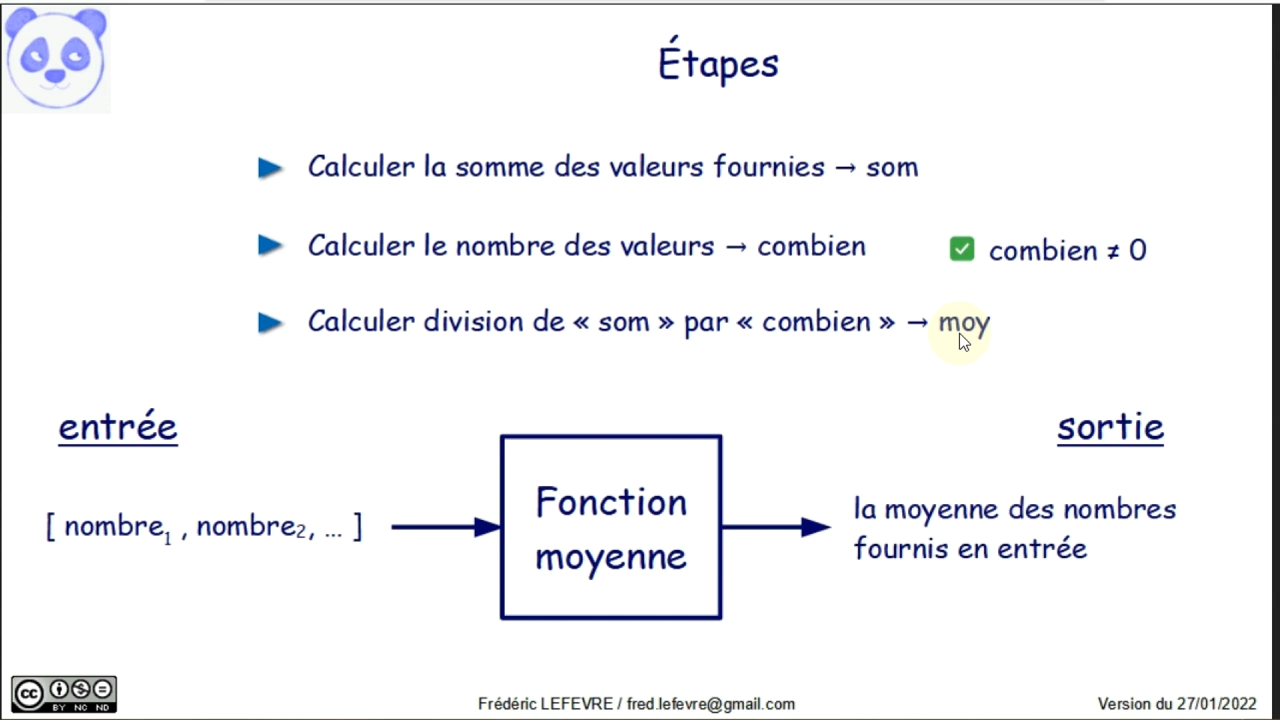 Étapes
Calculer la somme des valeurs fournies → som
Calculer le nombre des valeurs → combien
✅ combien ≠ 0
Calculer division de « som » par « combien » → moy
entrée
sortie
[ nombre₁ , nombre₂, ... ]
Fonction
moyenne
la moyenne des nombres
fournis en entrée
cc
BY NC ND
Frédéric LEFEVRE / fred.lefevre@gmail.com
Version du 27/01/2022